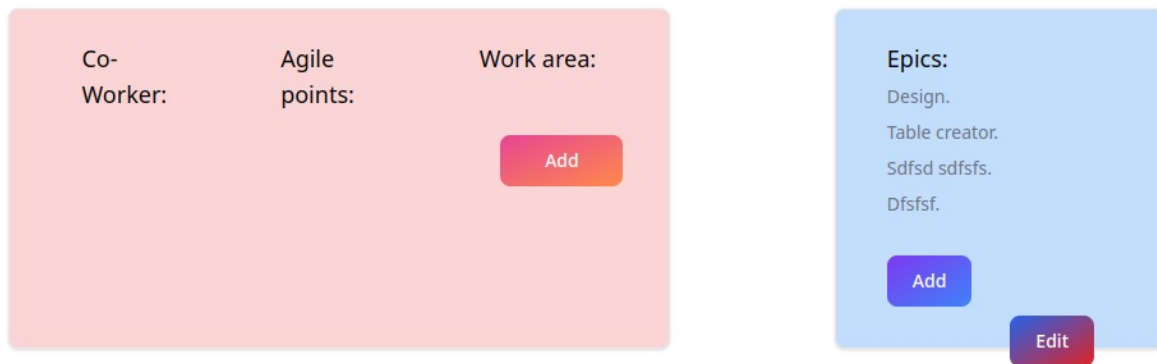 Co-
Worker:
Agile
points:
Work area:
Add
Epics:
Design.
Table creator.
Sdfsd sdfsfs.
Dfsfsf.
Add
Edit